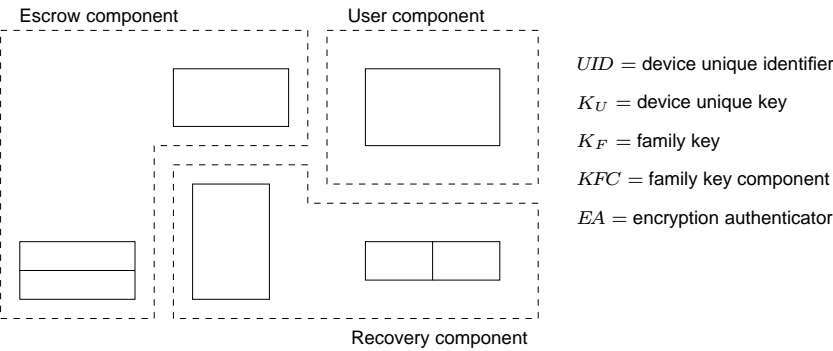 Escrow component
User component
UID = device unique identifier
K_U = device unique key
K_F = family key
KFC = family key component
EA = encryption authenticator
Recovery component